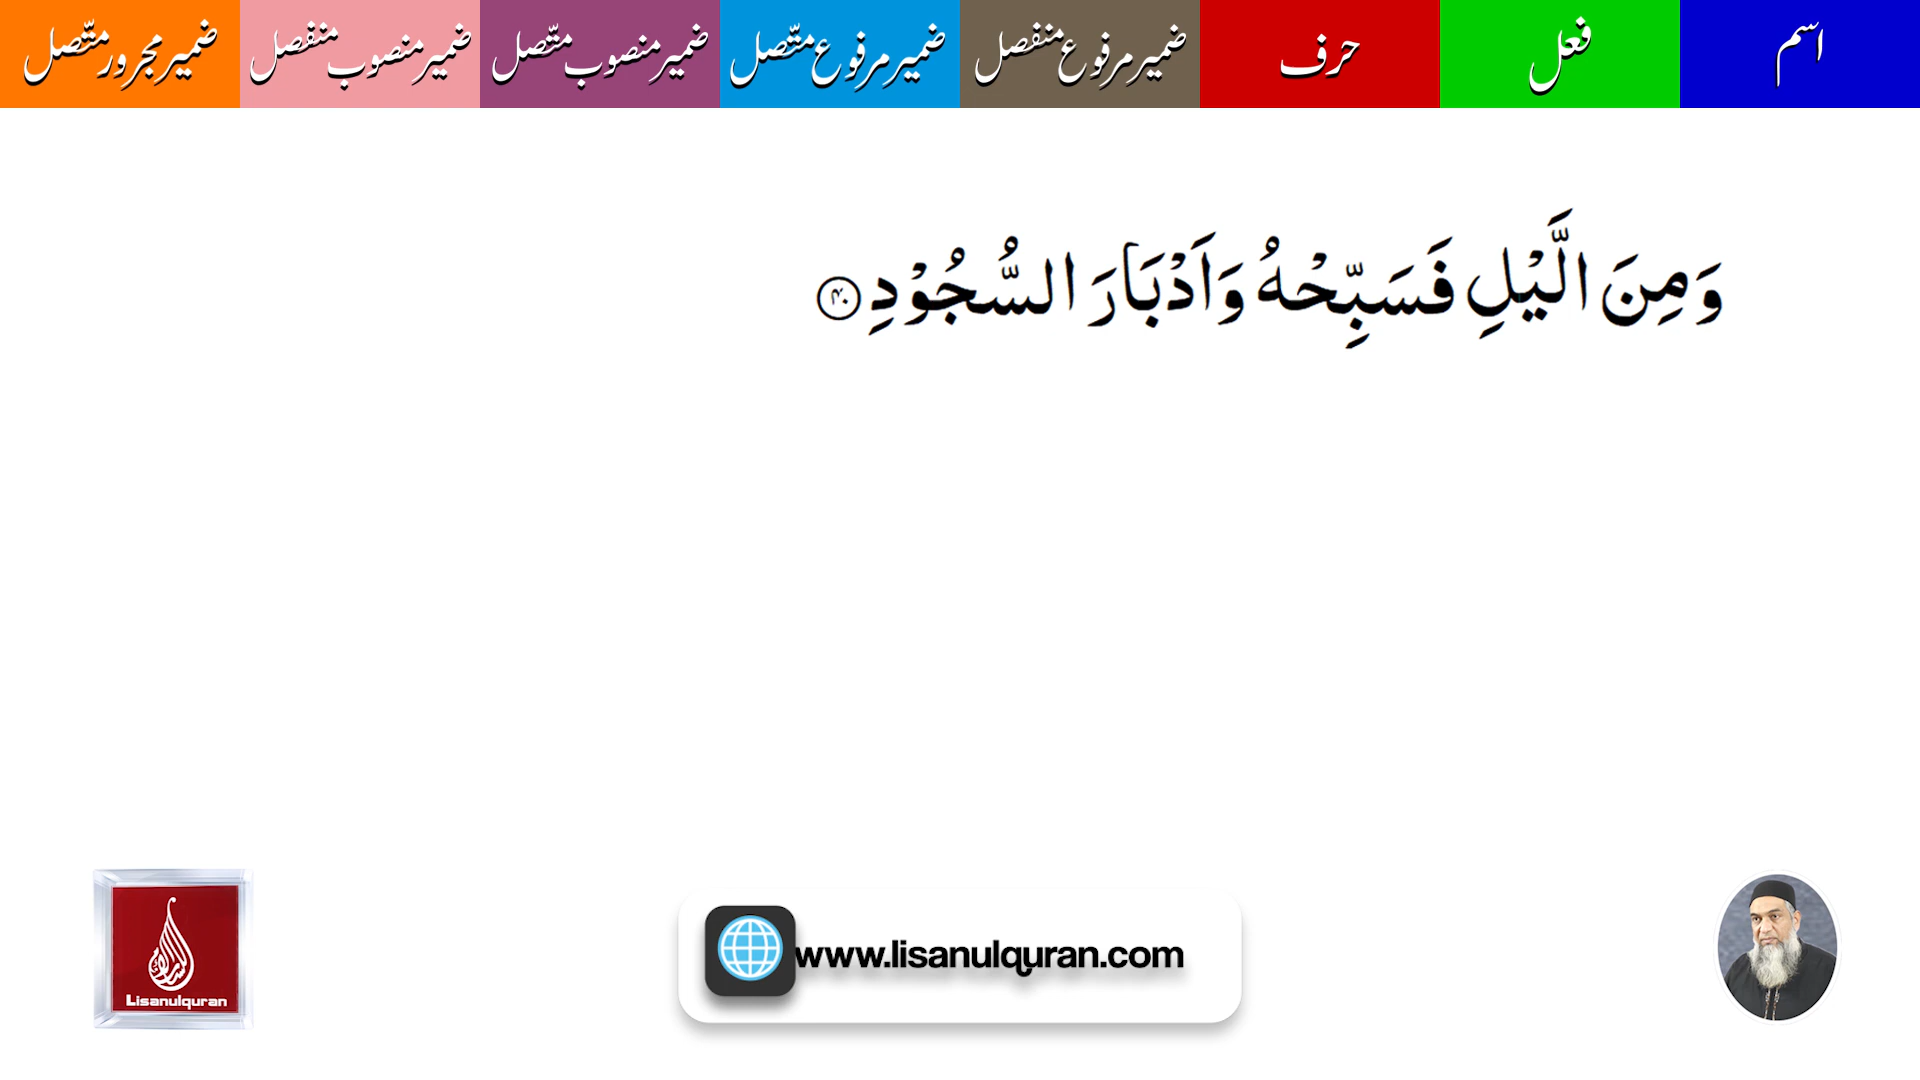 اسم فعل حرف ضمیر مرفوع منفصل ضمیر مرفوع متّصل ضمیر منصوب متّصل ضمیر منصوب منفصل ضمیر مجرور متّصل
وَمِنَ الَّيْلِ فَسَبِّحْهُ وَاَدْبَارَ السُّجُوْدِ ۴۰
www.lisanulquran.com
Lisanulquran